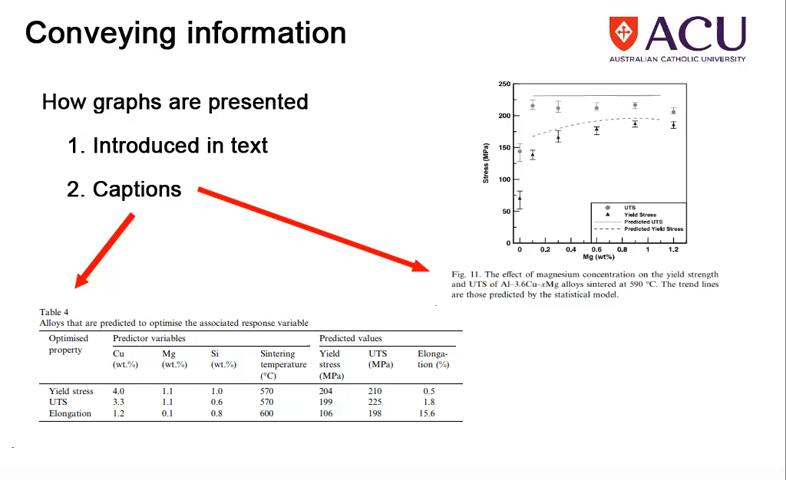 Conveying information
ACU
AUSTRALIAN CATHOLIC UNIVERSITY
How graphs are presented
1. Introduced in text
2. Captions
250
200
150
100
50
0
Stress (MPa)
0 0.2 0.4 0.6 0.8 1 1.2
Mg (wt%)
UTS
Yield Stress
Predicted UTS
Predicted Yield Stress
Fig. 11. The effect of magnesium concentration on the yield strength
and UTS of Al–3.6Cu–xMg alloys sintered at 590 °C. The trend lines
are those predicted by the statistical model.
Table 4
Alloys that are predicted to optimise the associated response variable
Optimised Predictor variables Predicted values
property Cu Mg Si Sintering Yield UTS Elonga-
(wt.%) (wt.%) (wt.%) temperature stress (MPa) tion (%)
(°C) (MPa)
Yield stress 4.0 1.1 1.0 570 204 210 0.5
UTS 3.3 1.1 0.6 570 199 225 1.8
Elongation 1.2 0.1 0.8 600 106 198 15.6